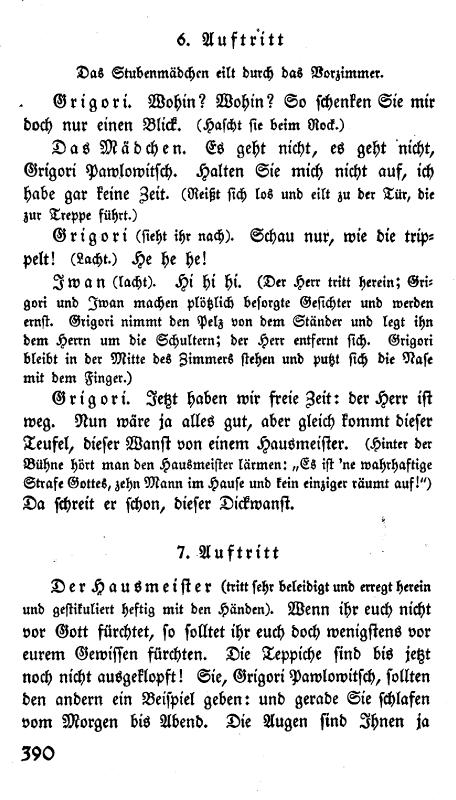 6. Auftritt
Das Stubenmädchen eilt durch das Vorzimmer.
Grigori. Wohin? Wohin? So schenken Sie mir
doch nur einen Blick. (Hascht sie beim Rock.)
Das Mädchen. Es geht nicht, es geht nicht,
Grigori Pawlowitsch. Halten Sie mich nicht auf, ich
habe gar keine Zeit. (Reißt sich los und eilt zu der Tür, die
zur Treppe führt.)
Grigori (sieht ihr nach). Schau nur, wie die trip-
pelt! (Lacht.) He he he!
Iwan (lacht). Hi hi hi. (Der Herr tritt herein; Gri-
gori und Iwan machen plötzlich besorgte Gesichter und werden
ernst. Grigori nimmt den Pelz von dem Ständer und legt ihn
dem Herrn um die Schultern; der Herr entfernt sich. Grigori
bleibt in der Mitte des Zimmers stehen und putzt sich die Nase
mit dem Finger.)
Grigori. Jetzt haben wir freie Zeit: der Herr ist
weg. Nun wäre ja alles gut, aber gleich kommt dieser
Teufel, dieser Wanst von einem Hausmeister. (Hinter der
Bühne hört man den Hausmeister lärmen: „Es ist 'ne wahrhaftige
Strafe Gottes, zehn Mann im Hause und kein einziger räumt auf!“)
Da schreit er schon, dieser Dickwanst.
7. Auftritt
Der Hausmeister (tritt sehr beleidigt und erregt herein
und gestikuliert heftig mit den Händen). Wenn ihr euch nicht
vor Gott fürchtet, so solltet ihr euch doch wenigstens vor
eurem Gewissen fürchten. Die Teppiche sind bis jetzt
noch nicht ausgeklopft! Sie, Grigori Pawlowitsch, sollten
den andern ein Beispiel geben: und gerade Sie schlafen
vom Morgen bis Abend. Die Augen sind Ihnen ja
390